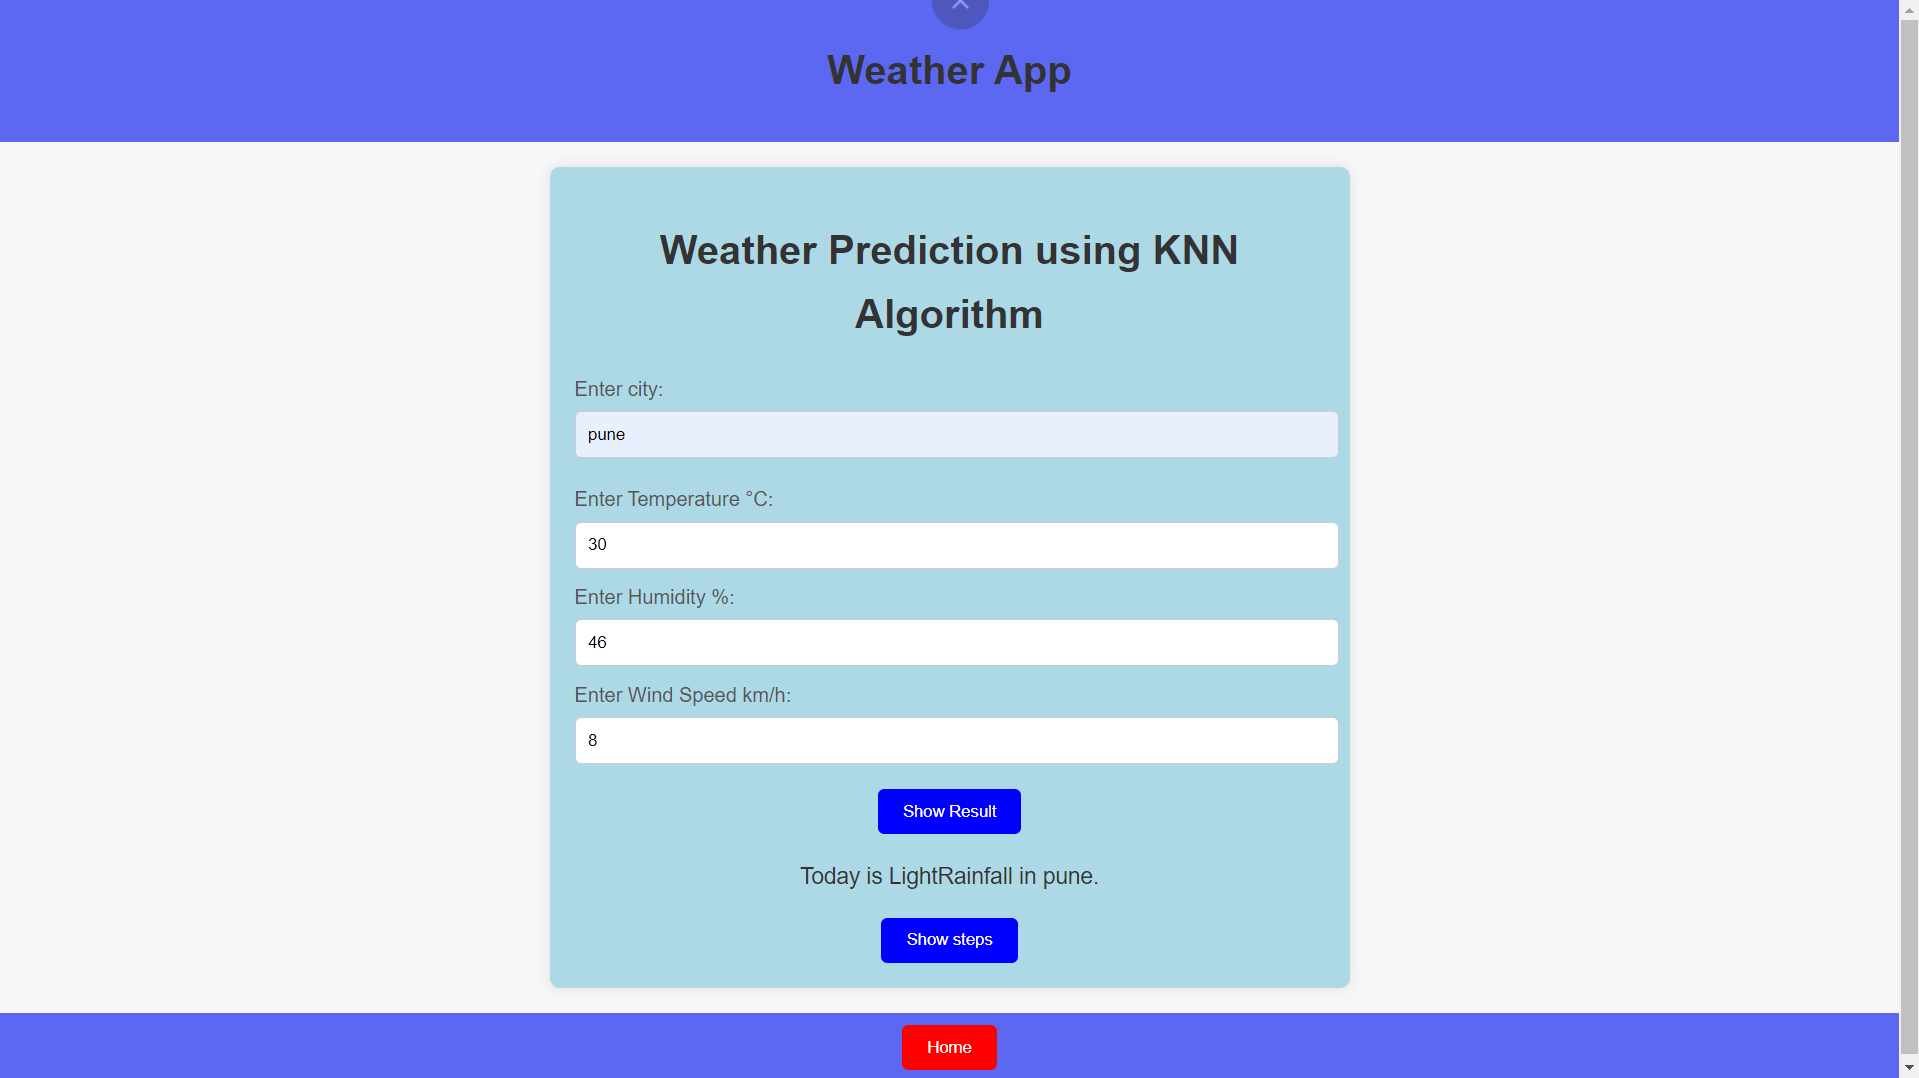 Weather App
Weather Prediction using KNN
Algorithm
Enter city:
pune
Enter Temperature °C:
30
Enter Humidity %:
46
Enter Wind Speed km/h:
8
Show Result
Today is LightRainfall in pune.
Show steps
Home